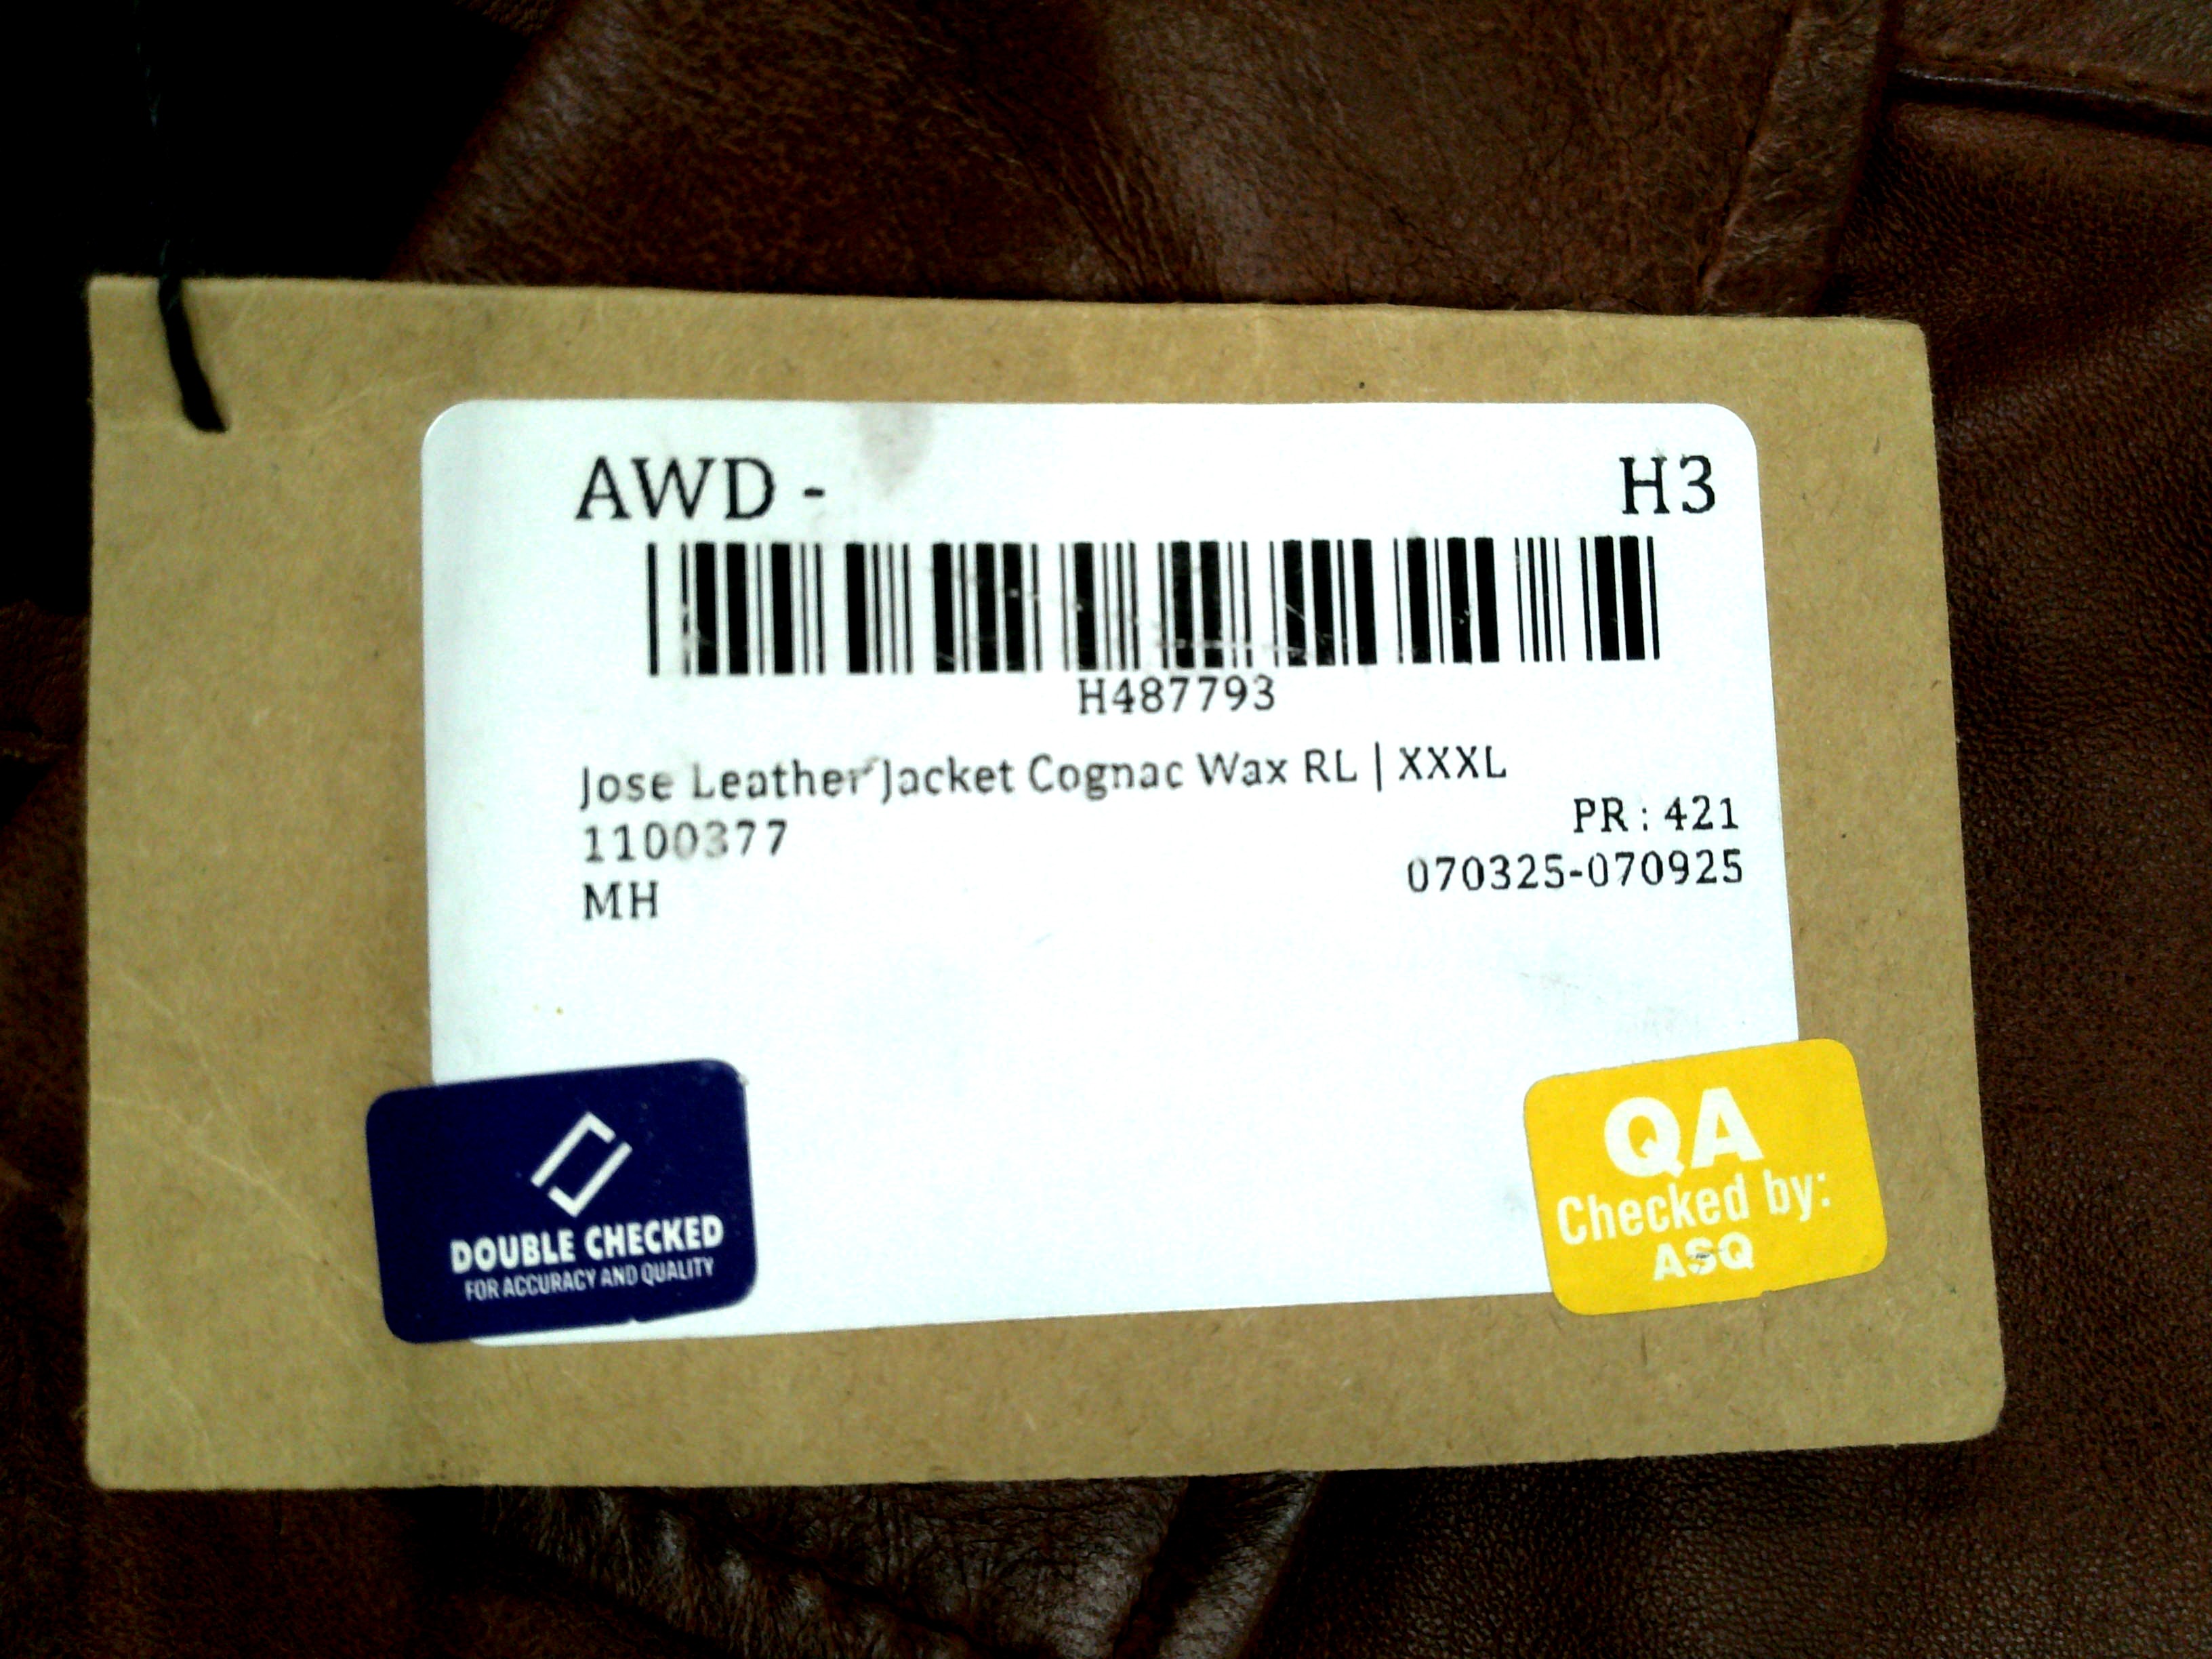 AWD - H3
H487793
Jose Leather Jacket Cognac Wax RL | XXXL
PR : 421
1100377
070325-070925
MH
DOUBLE CHECKED
FOR ACCURACY AND QUALITY
QA
Checked by:
ASQ